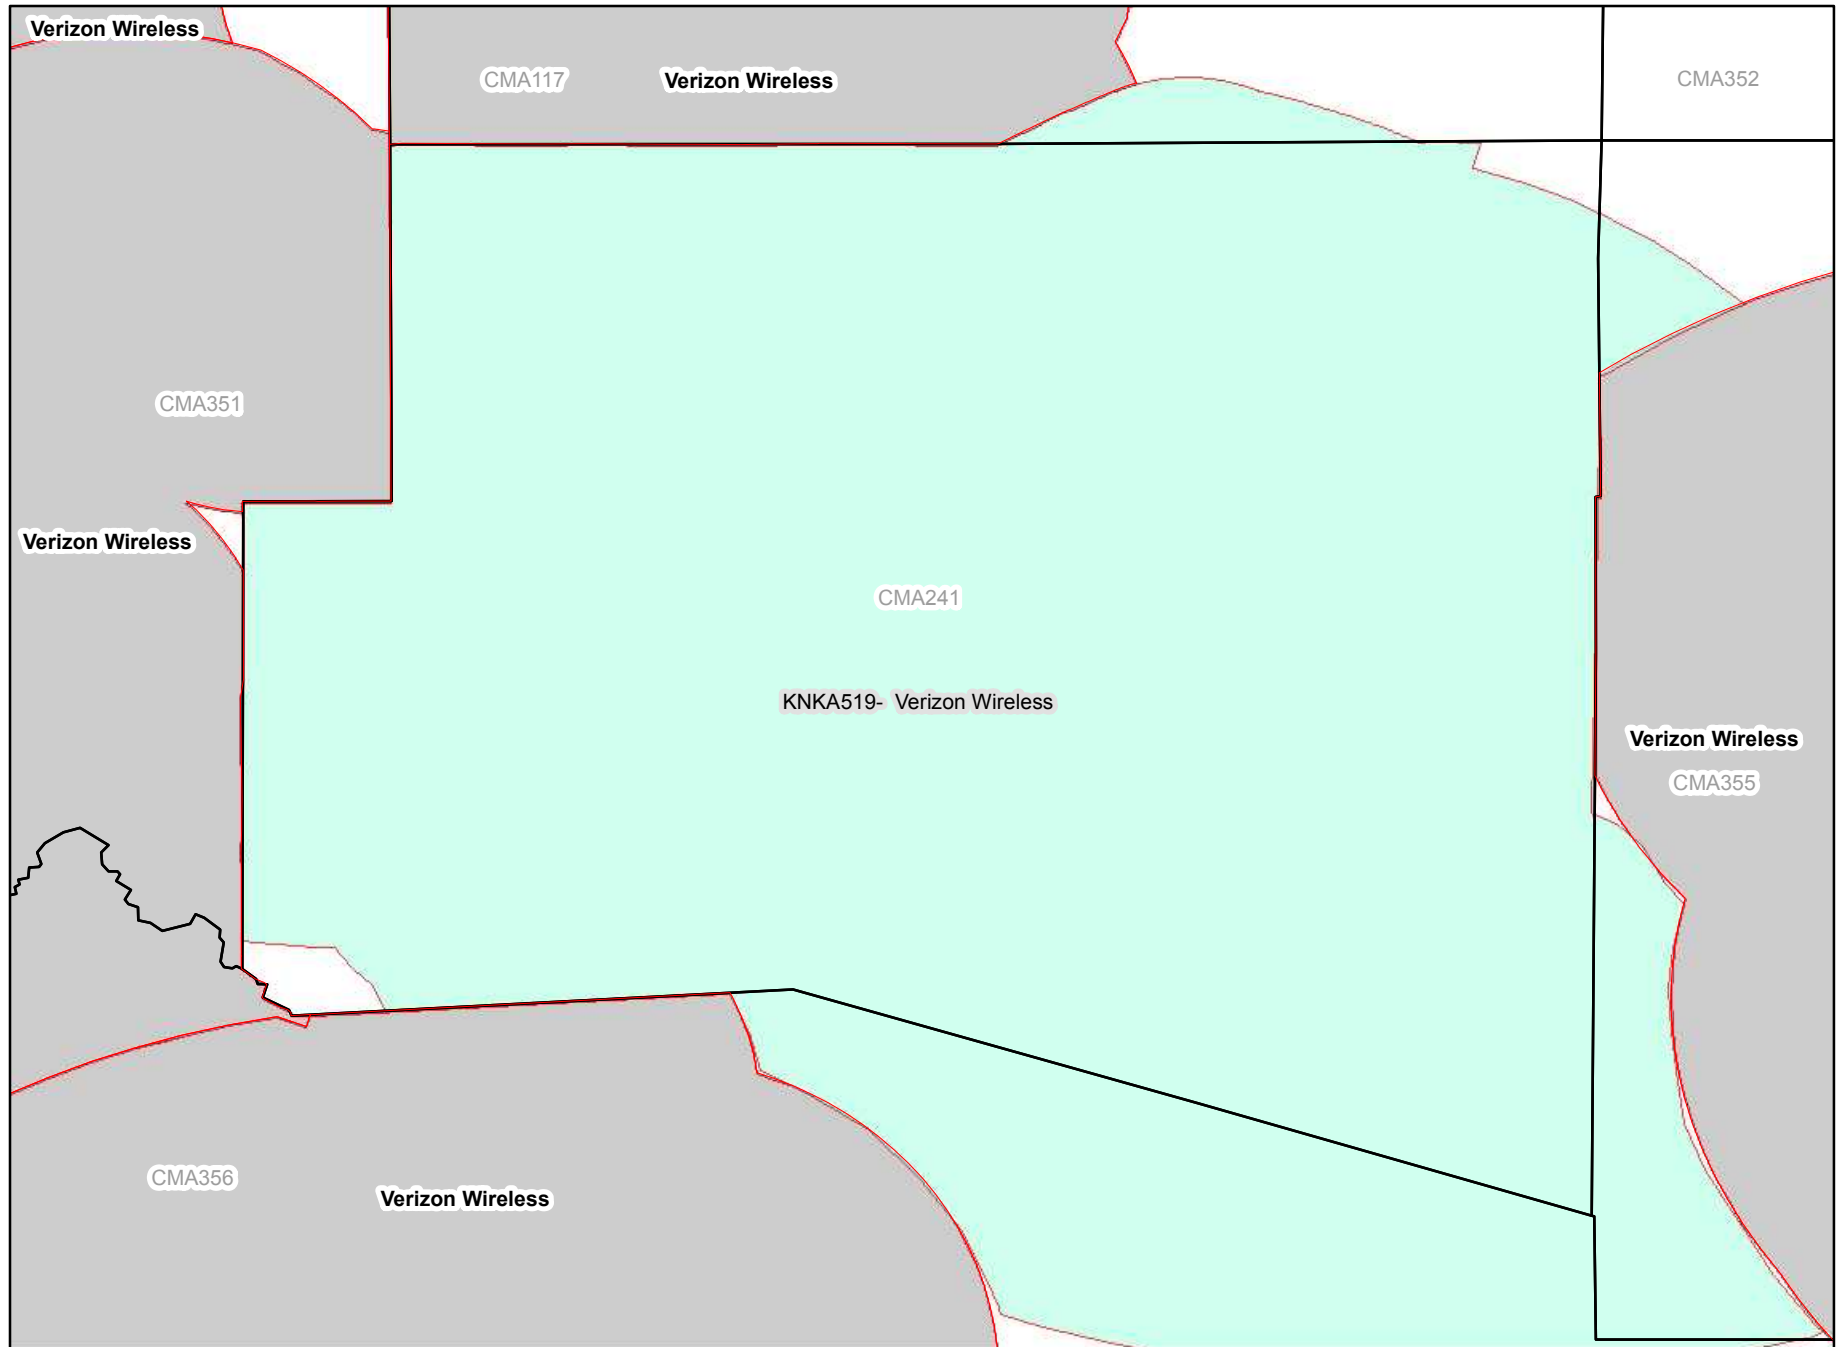 Verizon Wireless
CMA117
Verizon Wireless
CMA352
CMA351
Verizon Wireless
CMA241
KNKA519- Verizon Wireless
Verizon Wireless
CMA355
CMA356
Verizon Wireless